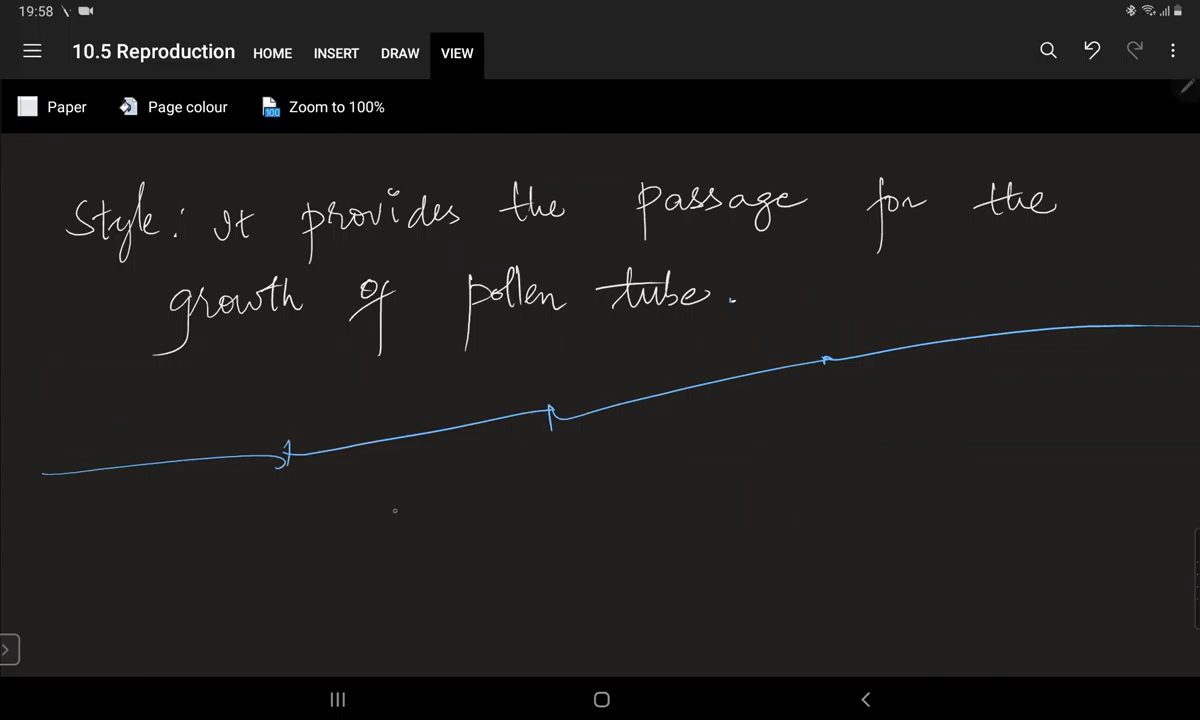 19:58
10.5 Reproduction HOME INSERT DRAW VIEW
Paper Page colour 100 Zoom to 100%
Style: It provides the passage for the
growth of pollen tube.